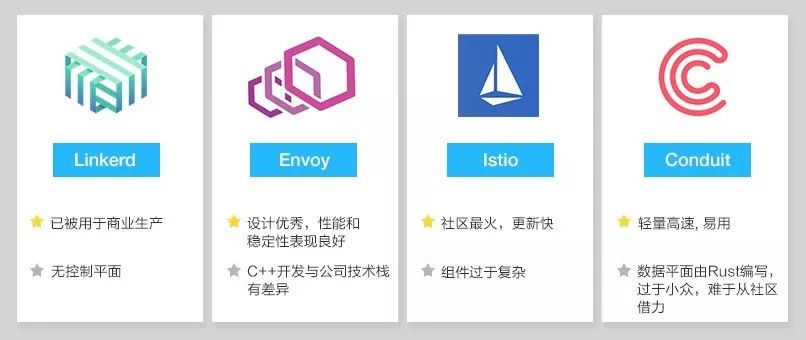 Linkerd
已被用于商业生产
无控制平面
Envoy
设计优秀，性能和
稳定性表现良好
C++开发与公司技术栈
有差异
Istio
社区最火，更新快
组件过于复杂
Conduit
轻量高速, 易用
数据平面由Rust编写，
过于小众，难于从社区
借力